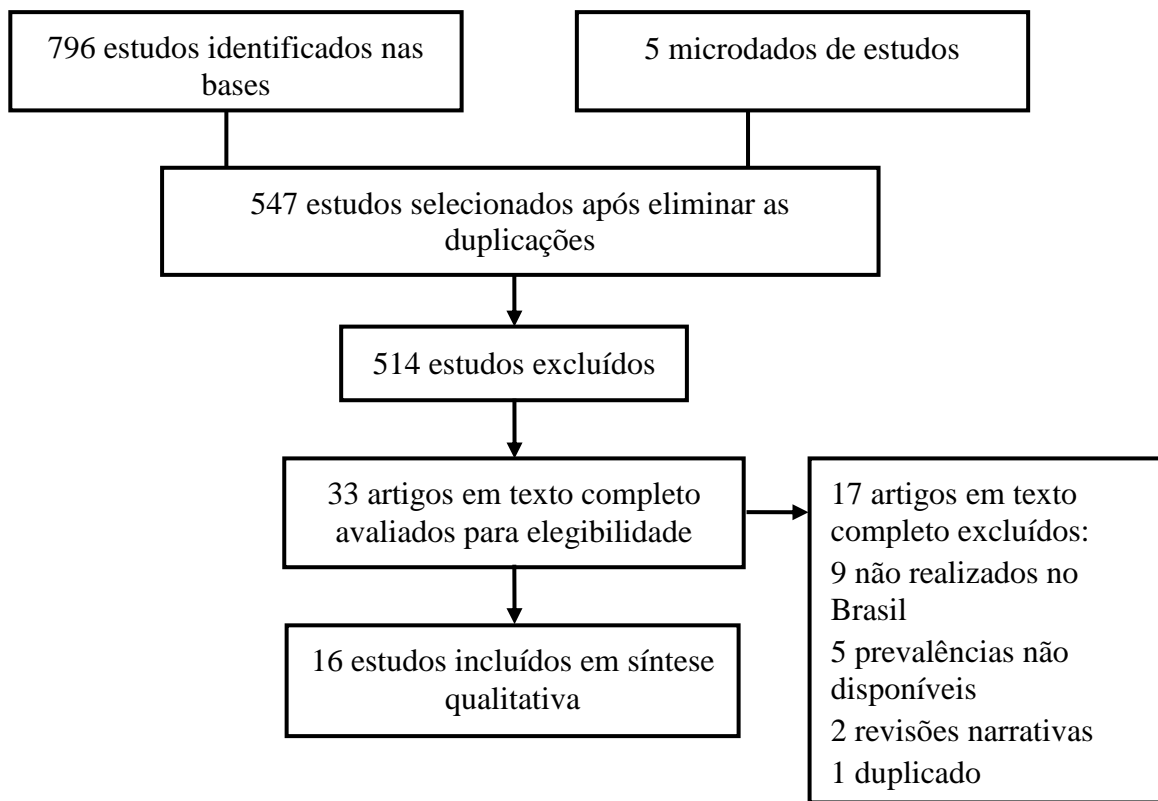 796 estudos identificados nas
bases
5 microdados de estudos
547 estudos selecionados após eliminar as
duplicações
514 estudos excluídos
33 artigos em texto completo
avaliados para elegibilidade
17 artigos em texto
completo excluídos:
9 não realizados no
Brasil
5 prevalências não
disponíveis
2 revisões narrativas
1 duplicado
16 estudos incluídos em síntese
qualitativa